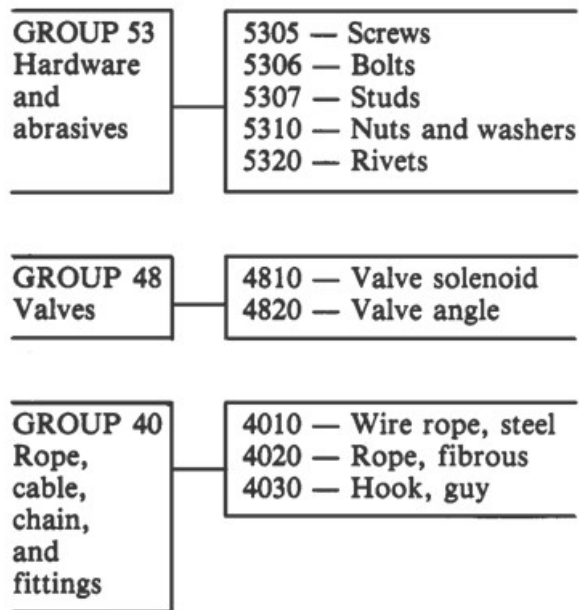 GROUP 53
Hardware
and
abrasives
5305 — Screws
5306 — Bolts
5307 — Studs
5310 — Nuts and washers
5320 — Rivets
GROUP 48
Valves
4810 — Valve solenoid
4820 — Valve angle
GROUP 40
Rope,
cable,
chain,
and
fittings
4010 — Wire rope, steel
4020 — Rope, fibrous
4030 — Hook, guy